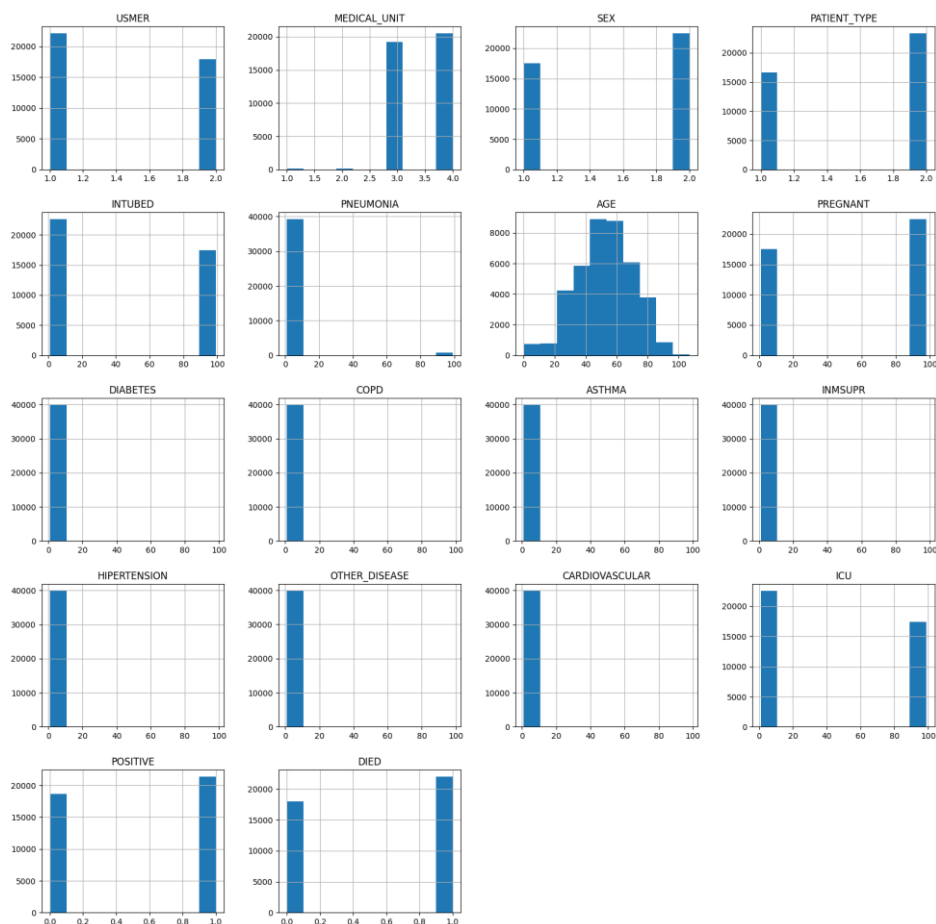 USMER MEDICAL_UNIT SEX PATIENT_TYPE
20000 20000 20000 20000
15000 15000 15000 15000
10000 10000 10000 10000
5000 5000 5000 5000
0 0 0 0
1.0 1.2 1.4 1.6 1.8 2.0 1.0 1.5 2.0 2.5 3.0 3.5 4.0 1.0 1.2 1.4 1.6 1.8 2.0 1.0 1.2 1.4 1.6 1.8 2.0
INTUBED PNEUMONIA AGE PREGNANT
20000 40000 8000 20000
15000 30000 6000 15000
10000 20000 4000 10000
5000 10000 2000 5000
0 0 0 0
0 20 40 60 80 100 0 20 40 60 80 100 0 20 40 60 80 100 0 20 40 60 80 100
DIABETES COPD ASTHMA INMSUPR
40000 40000 40000 40000
30000 30000 30000 30000
20000 20000 20000 20000
10000 10000 10000 10000
0 0 0 0
0 20 40 60 80 100 0 20 40 60 80 100 0 20 40 60 80 100 0 20 40 60 80 100
HIPERTENSION OTHER_DISEASE CARDIOVASCULAR ICU
40000 40000 40000 20000
30000 30000 30000 15000
20000 20000 20000 10000
10000 10000 10000 5000
0 0 0 0
0 20 40 60 80 100 0 20 40 60 80 100 0 20 40 60 80 100 0 20 40 60 80 100
POSITIVE DIED
20000 20000
15000 15000
10000 10000
5000 5000
0 0
0.0 0.2 0.4 0.6 0.8 1.0 0.0 0.2 0.4 0.6 0.8 1.0